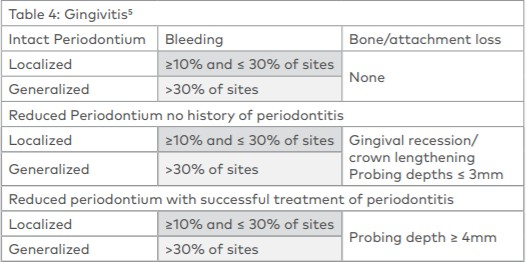 Table 4: Gingivitis⁵
Intact Periodontium Bleeding Bone/attachment loss
Localized ≥10% and ≤ 30% of sites None
Generalized >30% of sites
Reduced Periodontium no history of periodontitis
Localized ≥10% and ≤ 30% of sites Gingival recession/
crown lengthening
Generalized >30% of sites Probing depths ≤ 3mm
Reduced periodontium with successful treatment of periodontitis
Localized ≥10% and ≤ 30% of sites Probing depth ≥ 4mm
Generalized >30% of sites